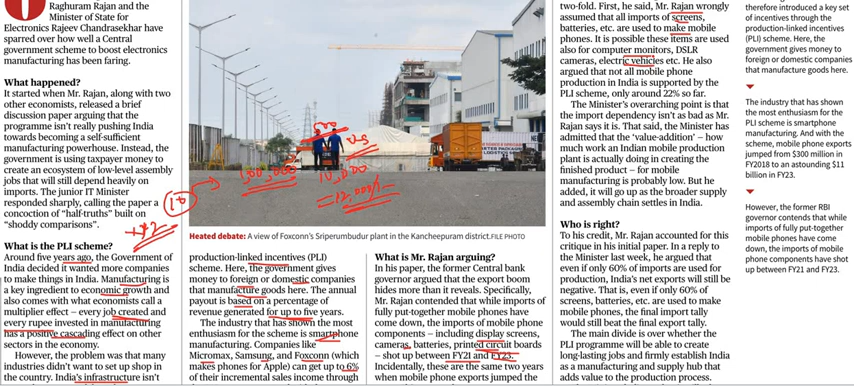 Raghuram Rajan and the
Minister of State for
Electronics Rajeev Chandrasekhar have
sparred over how well a Central
government scheme to boost electronics
manufacturing has been faring.
What happened?
It started when Mr. Rajan, along with two
other economists, released a brief
discussion paper arguing that the
programme isn't really pushing India
towards becoming a self-sufficient
manufacturing powerhouse. Instead, the
government is using taxpayer money to
create an ecosystem of low-level assembly
jobs that will still depend heavily on
imports. The junior IT Minister
responded sharply, calling the paper a
concoction of "half-truths" built on
"shoddy comparisons".
What is the PLI scheme?
Around five years ago, the Government of
India decided it wanted more companies
to make things in India. Manufacturing is
a key ingredient to economic growth and
also comes with what economists call a
multiplier effect – every job created and
every rupee invested in manufacturing
has a positive cascading effect on other
sectors in the economy.
However, the problem was that many
industries didn't want to set up shop in
the country. India's infrastructure isn't
100,000
10,000
=12,000/-
10
Heated debate: A view of Foxconn's Sriperumbudur plant in the Kancheepuram district. FILE PHOTO
production-linked incentives (PLI)
scheme. Here, the government gives
money to foreign or domestic companies
that manufacture goods here. The annual
payout is based on a percentage of
revenue generated for up to five years.
The industry that has shown the most
enthusiasm for the scheme is smartphone
manufacturing. Companies like
Micromax, Samsung, and Foxconn (which
makes phones for Apple) can get up to 6%
of their incremental sales income through
What is Mr. Rajan arguing?
In his paper, the former Central bank
governor argued that the export boom
hides more than it reveals. Specifically,
Mr. Rajan contended that while imports of
fully put-together mobile phones have
come down, the imports of mobile phone
components – including display screens,
cameras, batteries, printed circuit boards
– shot up between FY21 and FY23.
Incidentally, these are the same two years
when mobile phone exports jumped the
two-fold. First, he said, Mr. Rajan wrongly
assumed that all imports of screens,
batteries, etc. are used to make mobile
phones. It is possible these items are used
also for computer monitors, DSLR
cameras, electric vehicles etc. He also
argued that not all mobile phone
production in India is supported by the
PLI scheme, only around 22% so far.
The Minister's overarching point is that
the import dependency isn't as bad as Mr.
Rajan says it is. That said, the Minister has
admitted that the 'value-addition' – how
much work an Indian mobile production
plant is actually doing in creating the
finished product – for mobile
manufacturing is probably low. But he
added, it will go up as the broader supply
and assembly chain settles in India.
Who is right?
To his credit, Mr. Rajan accounted for this
critique in his initial paper. In a reply to
the Minister last week, he argued that
even if only 60% of imports are used for
production, India's net exports will still be
negative. That is, even if only 60% of
screens, batteries, etc. are used to make
mobile phones, the final import tally
would still beat the final export tally.
The main divide is over whether the
PLI programme will be able to create
long-lasting jobs and firmly establish India
as a manufacturing and supply hub that
adds value to the production process.
therefore introduced a key set
of incentives through the
production-linked incentives
(PLI) scheme. Here, the
government gives money to
foreign or domestic companies
that manufacture goods here.
The industry that has shown
the most enthusiasm for the
PLI scheme is smartphone
manufacturing. And with the
scheme, mobile phone exports
jumped from $300 million in
FY2018 to an astounding $11
billion in FY23.
However, the former RBI
governor contends that while
imports of fully put-together
mobile phones have come
down, the imports of mobile
phone components have shot
up between FY21 and FY23.